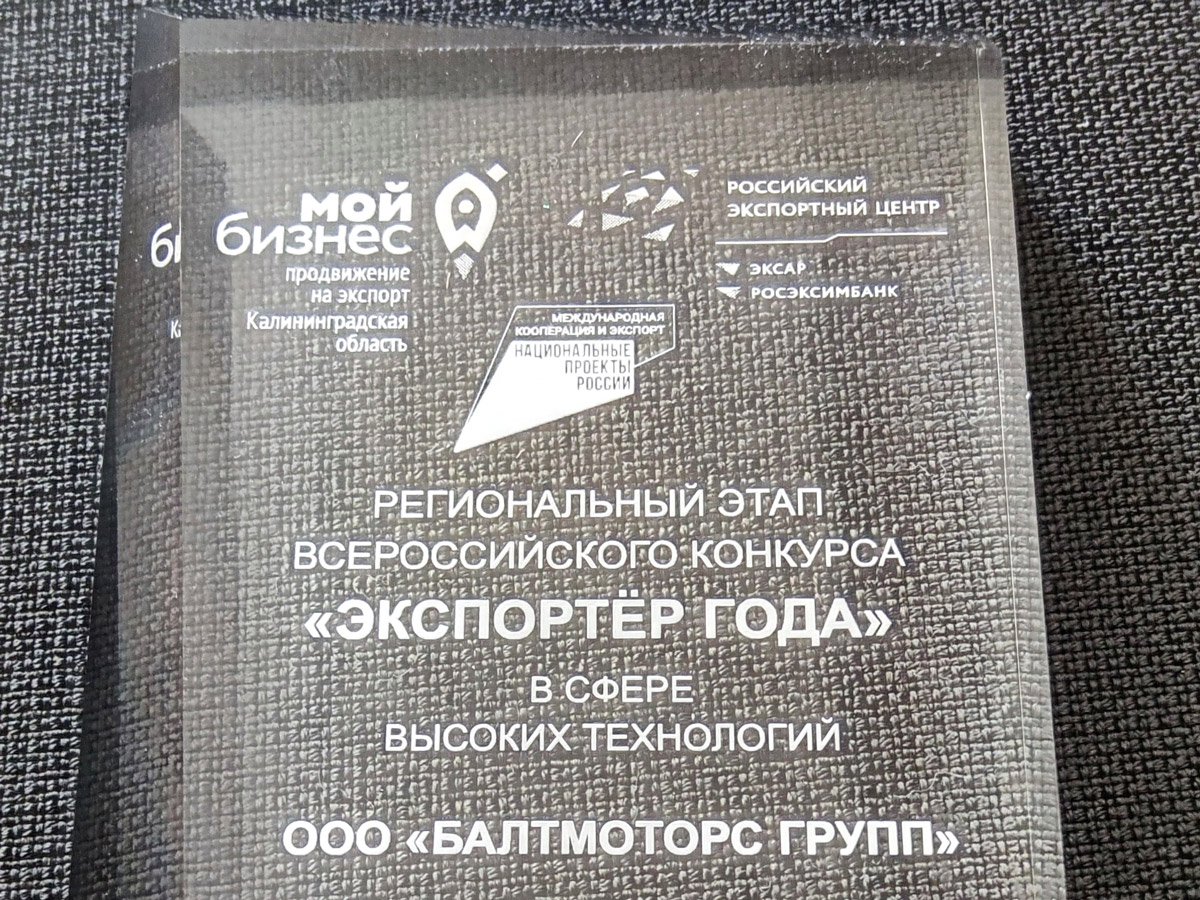 мой
бизнес
продвижение
на экспорт
Калининградская
область
РОССИЙСКИЙ
ЭКСПОРТНЫЙ ЦЕНТР
ЭКСАР
РОСЭКСИМБАНК
МЕЖДУНАРОДНАЯ
КООПЕРАЦИЯ И ЭКСПОРТ
НАЦИОНАЛЬНЫЕ
ПРОЕКТЫ
РОССИИ
РЕГИОНАЛЬНЫЙ ЭТАП
ВСЕРОССИЙСКОГО КОНКУРСА
«ЭКСПОРТЁР ГОДА»
В СФЕРЕ
ВЫСОКИХ ТЕХНОЛОГИЙ
ООО «БАЛТМОТОРС ГРУПП»